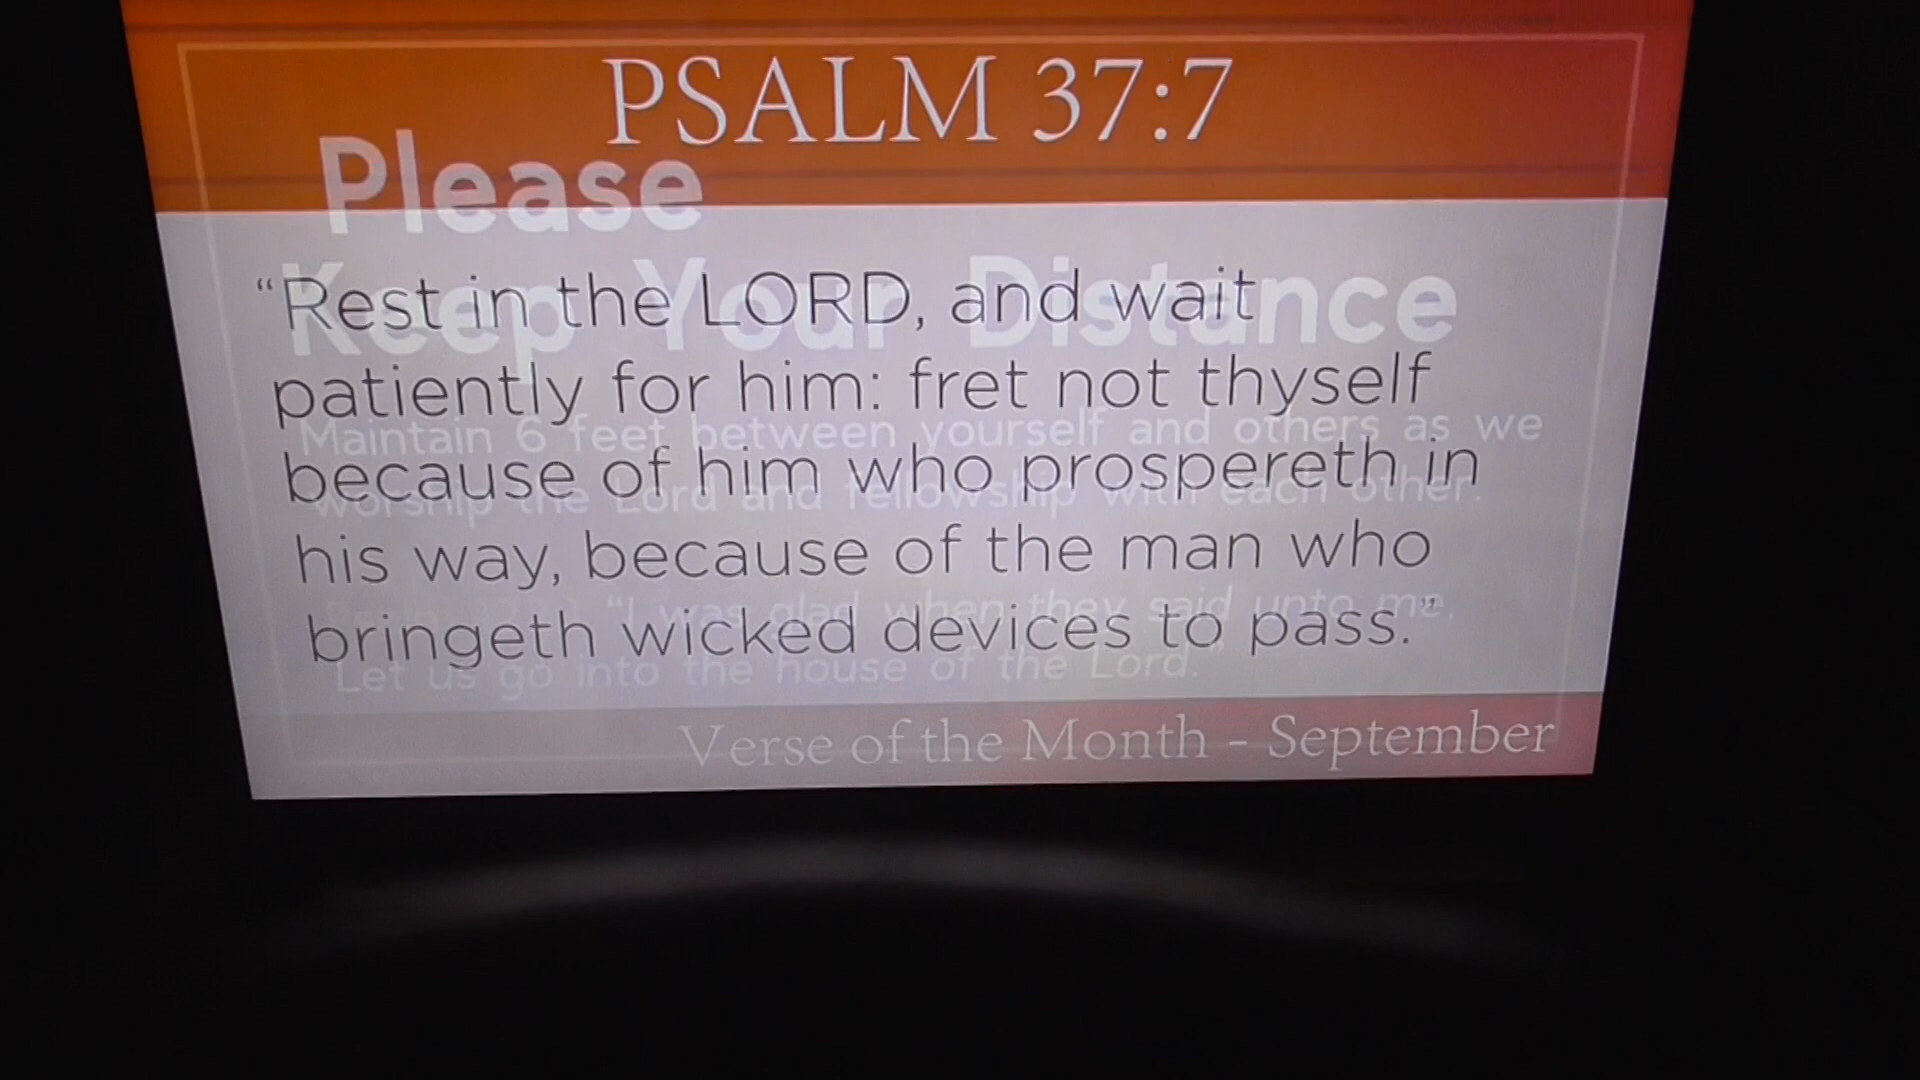 PSALM 37:7
Please
Keep Your Distance
“Rest in the LORD, and wait
patiently for him: fret not thyself
because of him who prospereth in
his way, because of the man who
bringeth wicked devices to pass.”
Maintain 6 feet between yourself and others as we
worship the Lord and fellowship with each other.
“I was glad when they said unto me,
Let us go into the house of the Lord.”
Verse of the Month - September